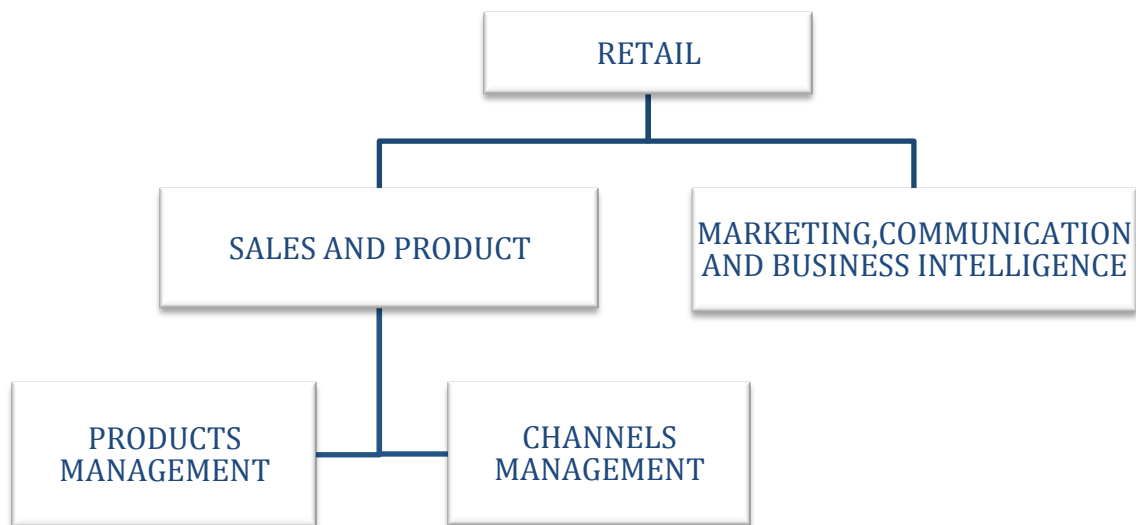 RETAIL
SALES AND PRODUCT
MARKETING,COMMUNICATION
AND BUSINESS INTELLIGENCE
PRODUCTS
MANAGEMENT
CHANNELS
MANAGEMENT